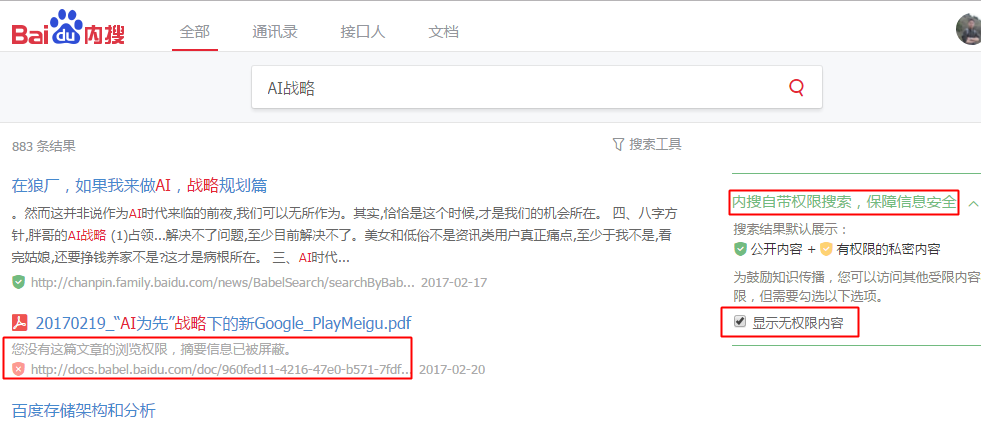 Bai du 内搜
全部 通讯录 接口人 文档
AI战略
883 条结果
搜索工具
在狼厂，如果我来做AI，战略规划篇
。然而这并非说作为AI时代来临的前夜,我们可以无所作为。其实,恰恰是这个时候,才是我们的机会所在。 四、八字方
针,胖哥的AI战略 (1)占领...解决不了问题,至少目前解决不了。美女和低俗不是资讯类用户真正痛点,至少于我不是,看
完姑娘,还要挣钱养家不是?这才是病根所在。 三、AI时代...
http://chanpin.family.baidu.com/news/BabelSearch/searchByBab... 2017-02-17
20170219_“AI为先”战略下的新Google_PlayMeigu.pdf
您没有这篇文章的浏览权限，摘要信息已被屏蔽。
http://docs.babel.baidu.com/doc/960fed11-4216-47e0-b571-7fdf... 2017-02-20
百度存储架构和分析
内搜自带权限搜索，保障信息安全
搜索结果默认展示：
公开内容 + 有权限的私密内容
为鼓励知识传播，您可以访问其他受限内容
限，但需要勾选以下选项。
显示无权限内容